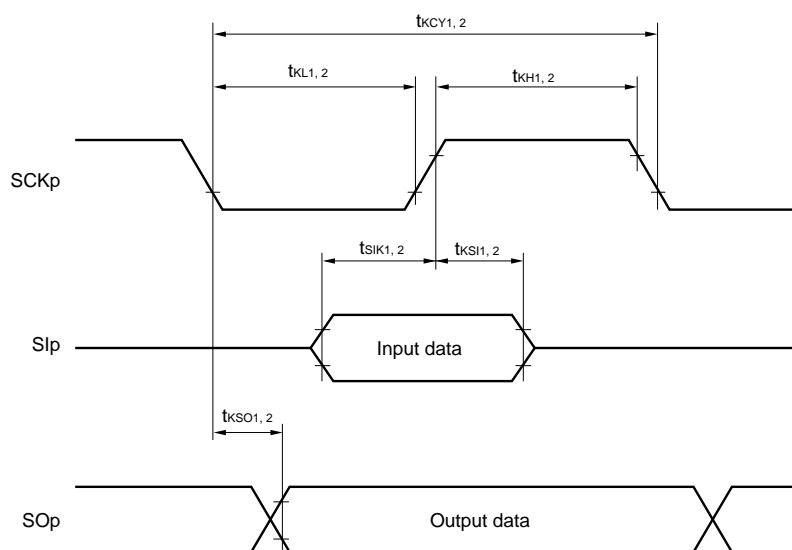 tKCY1, 2
tKL1, 2
tKH1, 2
SCKp
tSIK1, 2
tKSI1, 2
SIp
Input data
tKSO1, 2
SOp
Output data